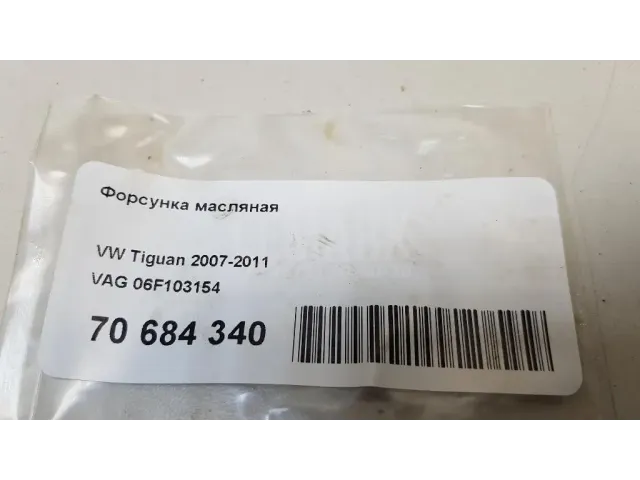 Форсунка масляная
VW Tiguan 2007-2011
VAG 06F103154
70 684 340